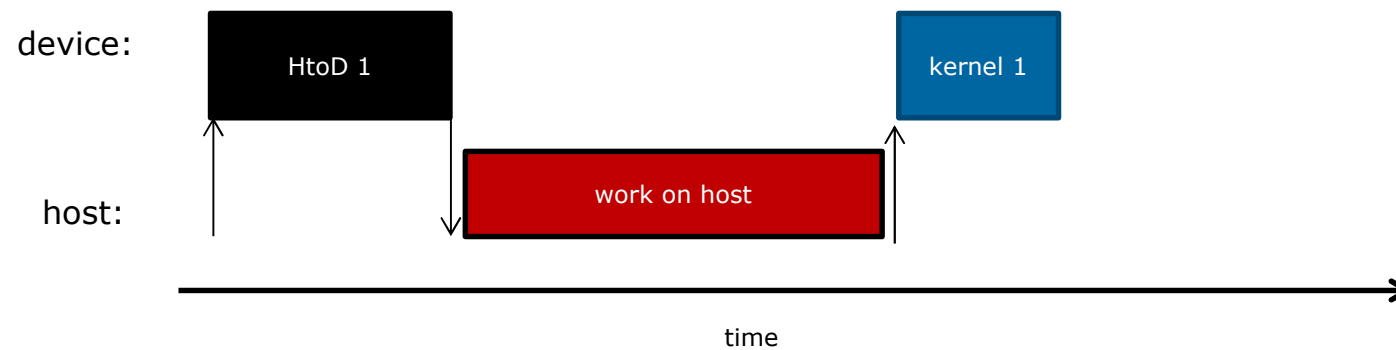 device:
HtoD 1
kernel 1
host:
work on host
time